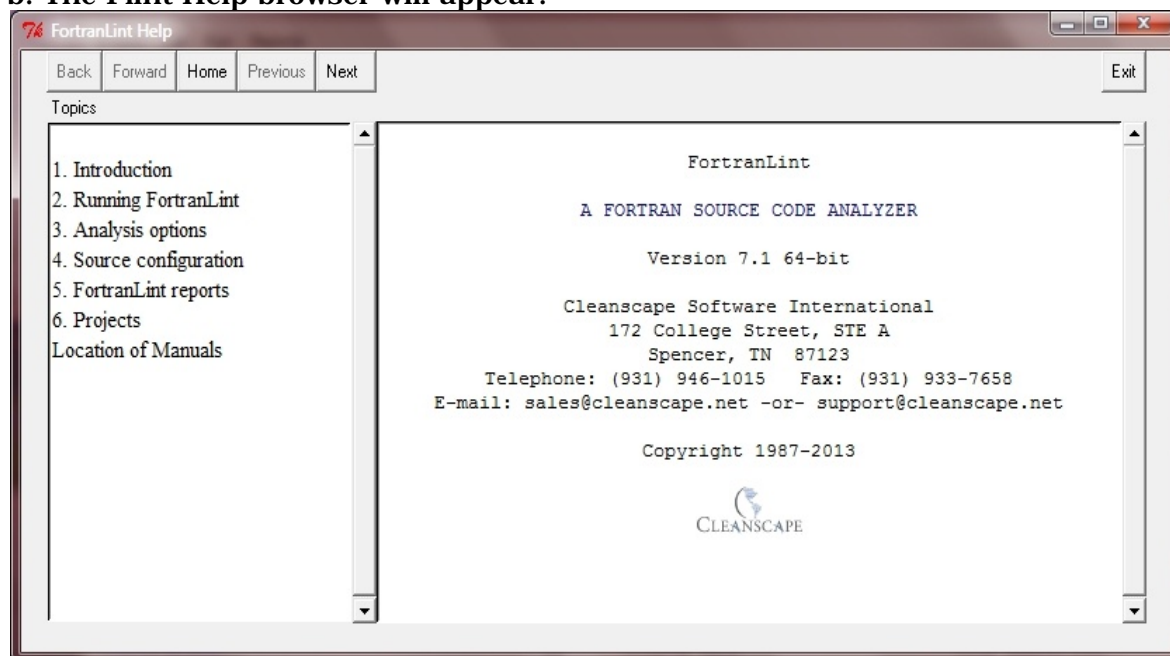 b. The Flint Help browser will appear:
FortranLint Help
Back Forward Home Previous Next Exit
Topics
1. Introduction
2. Running FortranLint
3. Analysis options
4. Source configuration
5. FortranLint reports
6. Projects
Location of Manuals
FortranLint
A FORTRAN SOURCE CODE ANALYZER
Version 7.1 64-bit
Cleanscape Software International
172 College Street, STE A
Spencer, TN 87123
Telephone: (931) 946-1015 Fax: (931) 933-7658
E-mail: sales@cleanscape.net -or- support@cleanscape.net
Copyright 1987-2013
CLEANSCAPE